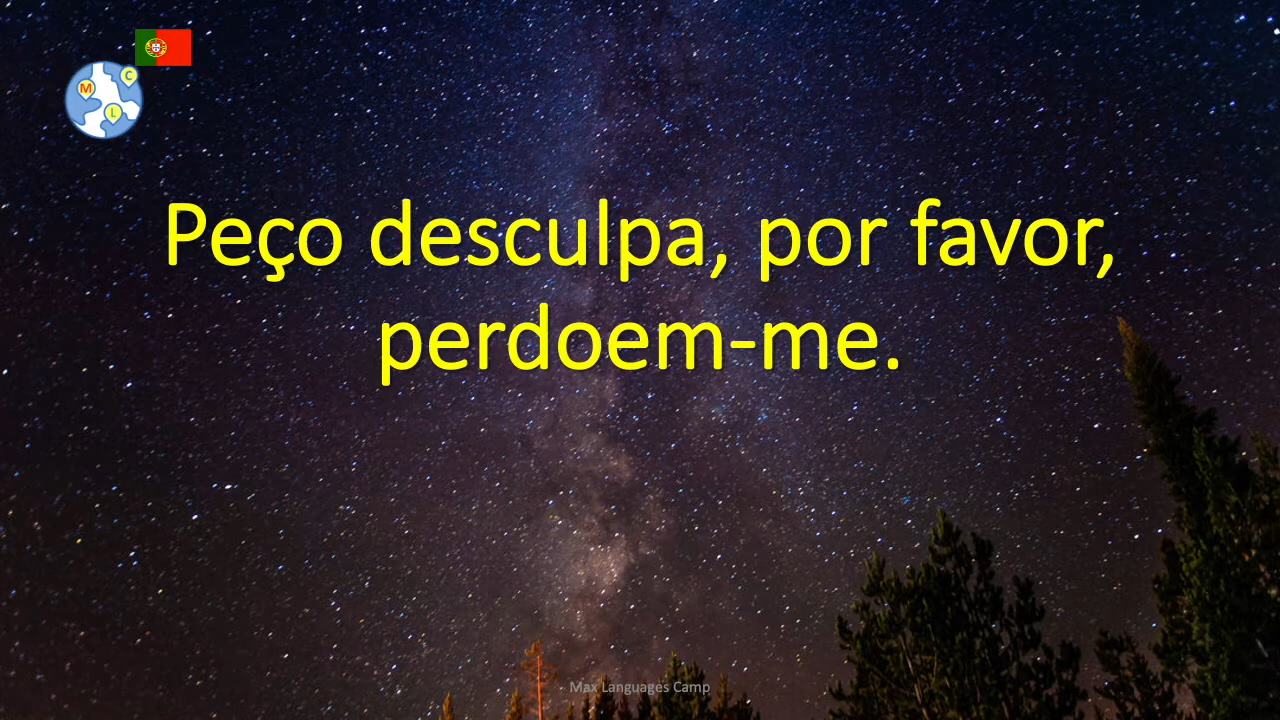 C
M
L
Peço desculpa, por favor,
perdoem-me.
Max Languages Camp